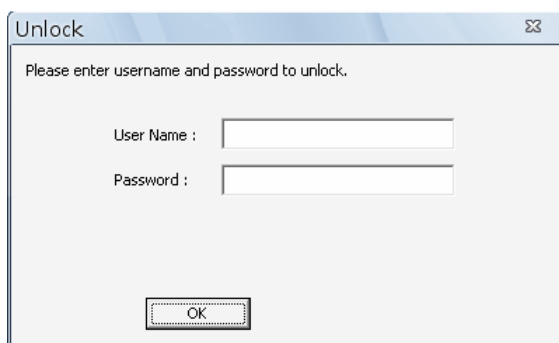 Unlock
Please enter username and password to unlock.
User Name :
Password :
OK